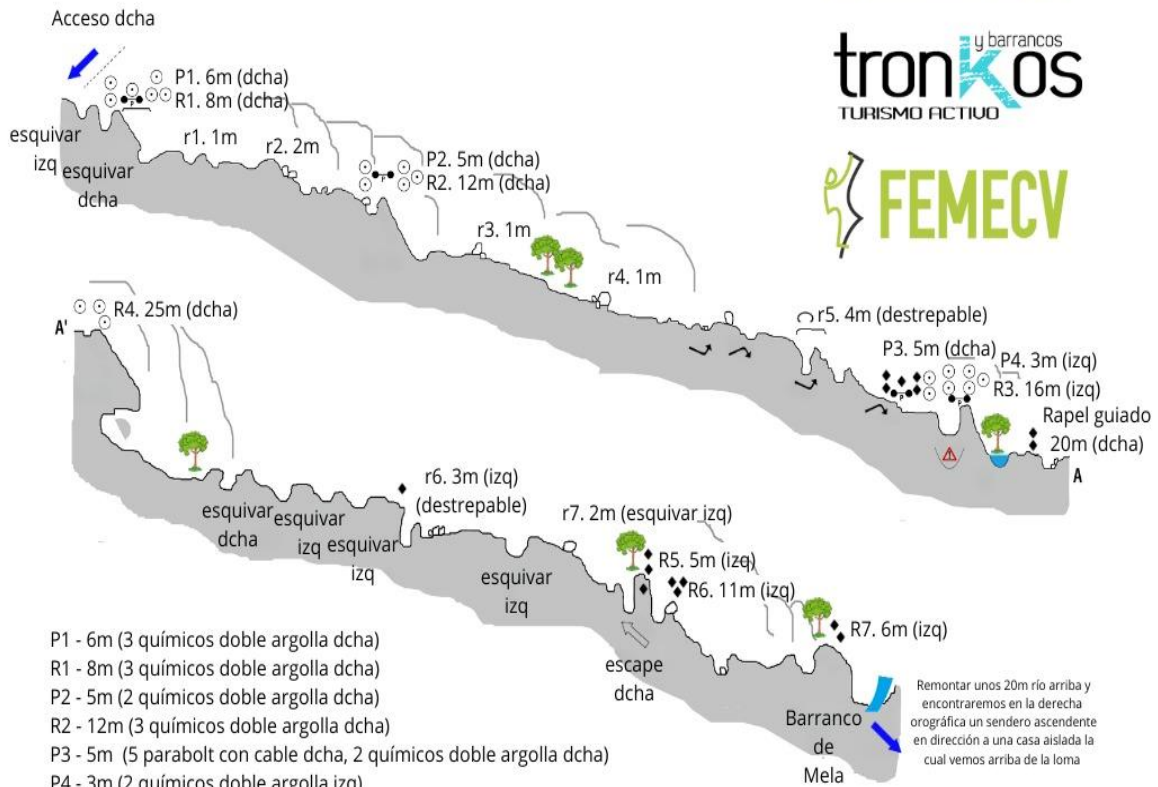 Acceso dcha
tronkos
y barrancos
TURISMO ACTIVO
FEMECV
P1. 6m (dcha)
R1. 8m (dcha)
P
esquivar
izq
esquivar
dcha
r1. 1m
r2. 2m
P2. 5m (dcha)
R2. 12m (dcha)
P
r3. 1m
r4. 1m
r5. 4m (destrepable)
P3. 5m (dcha)
P4. 3m (izq)
R3. 16m (izq)
P
P
Rapel guiado
20m (dcha)
A
A'
R4. 25m (dcha)
esquivar
dcha
esquivar
izq
esquivar
izq
r6. 3m (izq)
(destrepable)
esquivar
izq
r7. 2m (esquivar izq)
R5. 5m (izq)
R6. 11m (izq)
escape
dcha
R7. 6m (izq)
Barranco
de
Mela
Remontar unos 20m río arriba y
encontraremos en la derecha
orográfica un sendero ascendente
en dirección a una casa aislada la
cual vemos arriba de la loma
P1 - 6m (3 químicos doble argolla dcha)
R1 - 8m (3 químicos doble argolla dcha)
P2 - 5m (2 químicos doble argolla dcha)
R2 - 12m (3 químicos doble argolla dcha)
P3 - 5m (5 parabolt con cable dcha, 2 químicos doble argolla dcha)
P4 - 3m (2 químicos doble argolla izq)